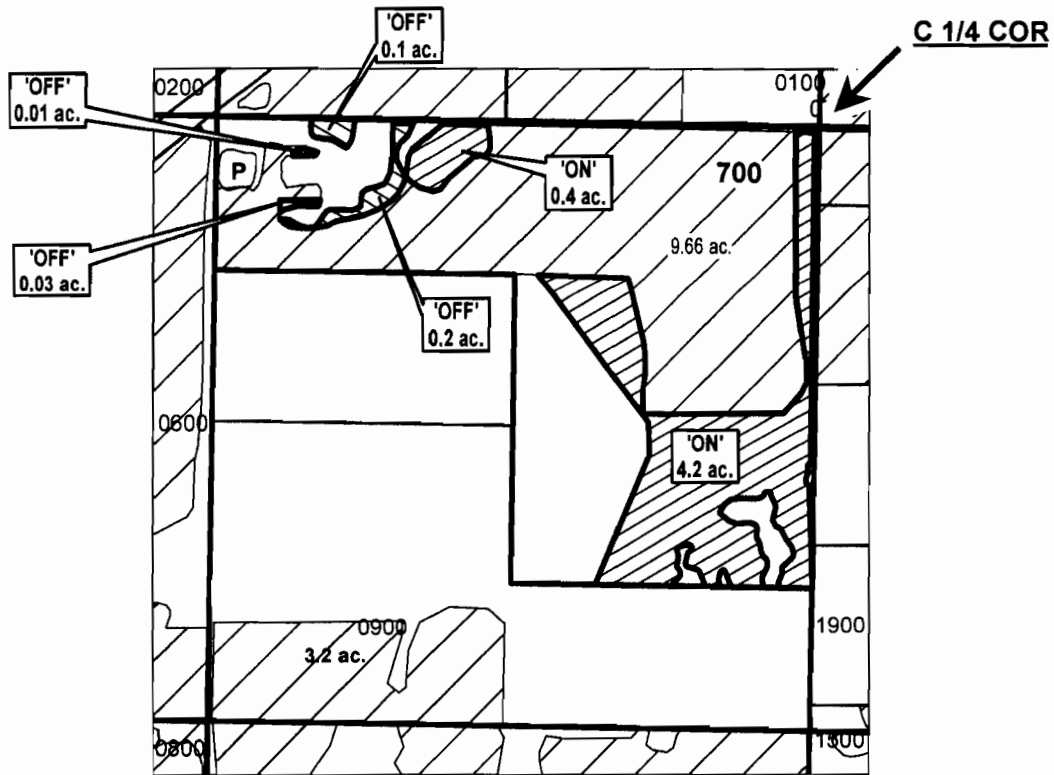 'OFF'
0.1 ac.
C 1/4 COR
'OFF'
0.01 ac.
0200
0100
P
'ON'
0.4 ac.
700
9.66 ac.
'OFF'
0.03 ac.
'OFF'
0.2 ac.
0600
'ON'
4.2 ac.
0900
3.2 ac.
1900
0800